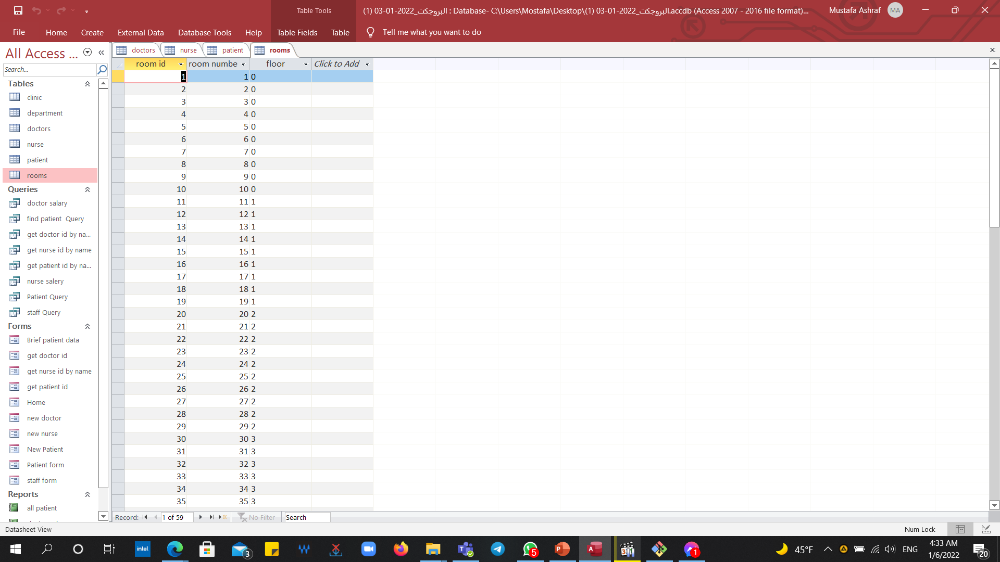 Table Tools
البروجكت_2022-01-03 (1) : Database- C:\Users\Mostafa\Desktop\البروجكت_2022-01-03 (1).accdb (Access 2007 - 2016 file format)...
Mustafa Ashraf MA
File Home Create External Data Database Tools Help Table Fields Table Tell me what you want to do
All Access ...
Search...
Tables
clinic
department
doctors
nurse
patient
rooms
Queries
doctor salary
find patient Query
get doctor id by na...
get nurse id by name
get patient id by na...
nurse salery
Patient Query
staff Query
Forms
Brief patient data
get doctor id
get nurse id by name
get patient id
Home
new doctor
new nurse
New Patient
Patient form
staff form
Reports
all patient
doctors nurse patient rooms
room id room numbe floor Click to Add
1 1 0
2 2 0
3 3 0
4 4 0
5 5 0
6 6 0
7 7 0
8 8 0
9 9 0
10 10 0
11 11 1
12 12 1
13 13 1
14 14 1
15 15 1
16 16 1
17 17 1
18 18 1
19 19 1
20 20 2
21 21 2
22 22 2
23 23 2
24 24 2
25 25 2
26 26 2
27 27 2
28 28 2
29 29 2
30 30 3
31 31 3
32 32 3
33 33 3
34 34 3
35 35 3
Record: 1 of 59 No Filter Search
Datasheet View Num Lock
intel 3 5 1 45°F ENG 4:33 AM
1/6/2022 20